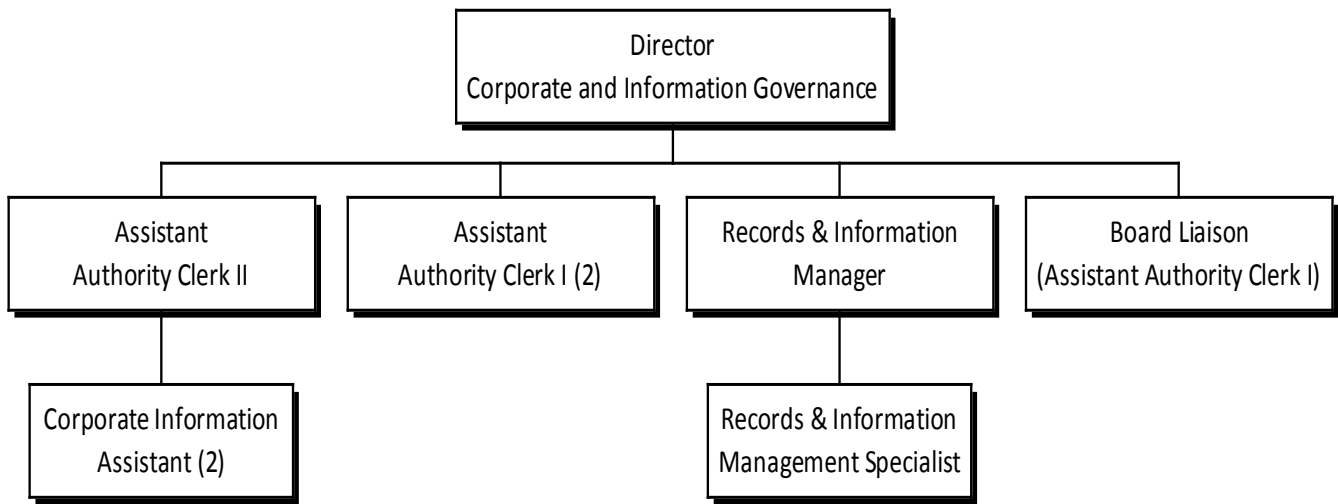 Director
Corporate and Information Governance
Assistant
Authority Clerk II
Assistant
Authority Clerk I (2)
Records & Information
Manager
Board Liaison
(Assistant Authority Clerk I)
Corporate Information
Assistant (2)
Records & Information
Management Specialist